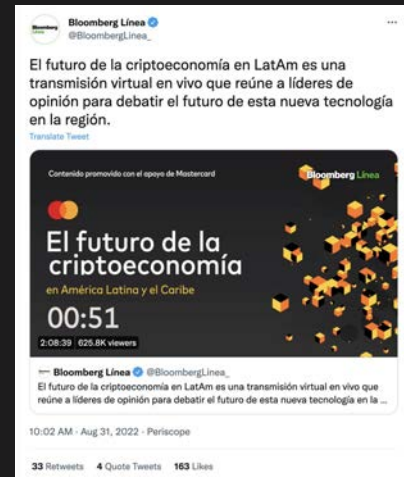 Bloomberg Línea
@BloombergLinea_
El futuro de la criptoeconomía en LatAm es una
transmisión virtual en vivo que reúne a líderes de
opinión para debatir el futuro de esta nueva tecnología
en la región.
Translate Tweet
Contenido promovido con el apoyo de Mastercard
Bloomberg Línea
El futuro de la
criptoeconomía
en América Latina y el Caribe
00:51
2:08:39 625.8K viewers
Bloomberg Línea @BloombergLinea_
El futuro de la criptoeconomía en LatAm es una transmisión virtual en vivo que
reúne a líderes de opinión para debatir el futuro de esta nueva tecnología en la ...
10:02 AM · Aug 31, 2022 · Periscope
33 Retweets 4 Quote Tweets 163 Likes